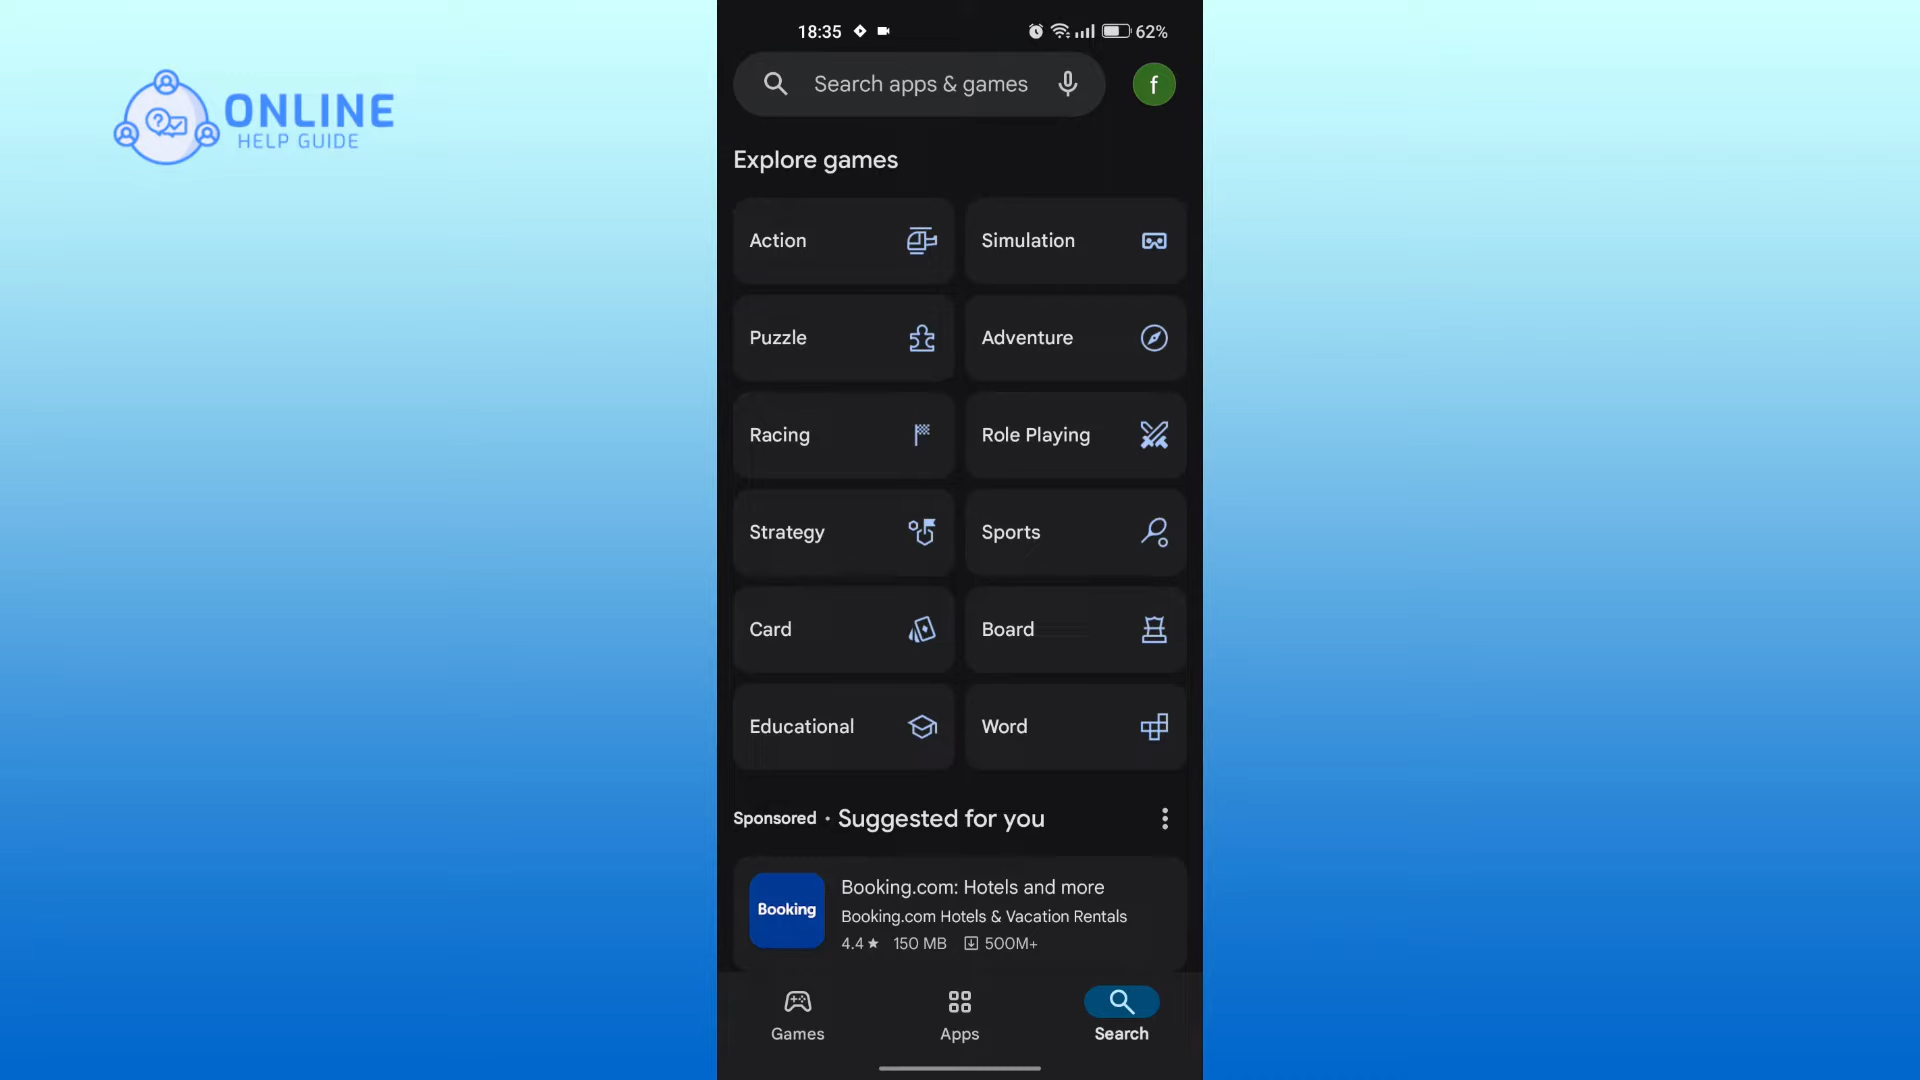 ONLINE
HELP GUIDE
18:35
62%
Search apps & games
f
Explore games
Action
Simulation
Puzzle
Adventure
Racing
Role Playing
Strategy
Sports
Card
Board
Educational
Word
Sponsored • Suggested for you
Booking
Booking.com: Hotels and more
Booking.com Hotels & Vacation Rentals
4.4★ 150 MB 500M+
Games
Apps
Search